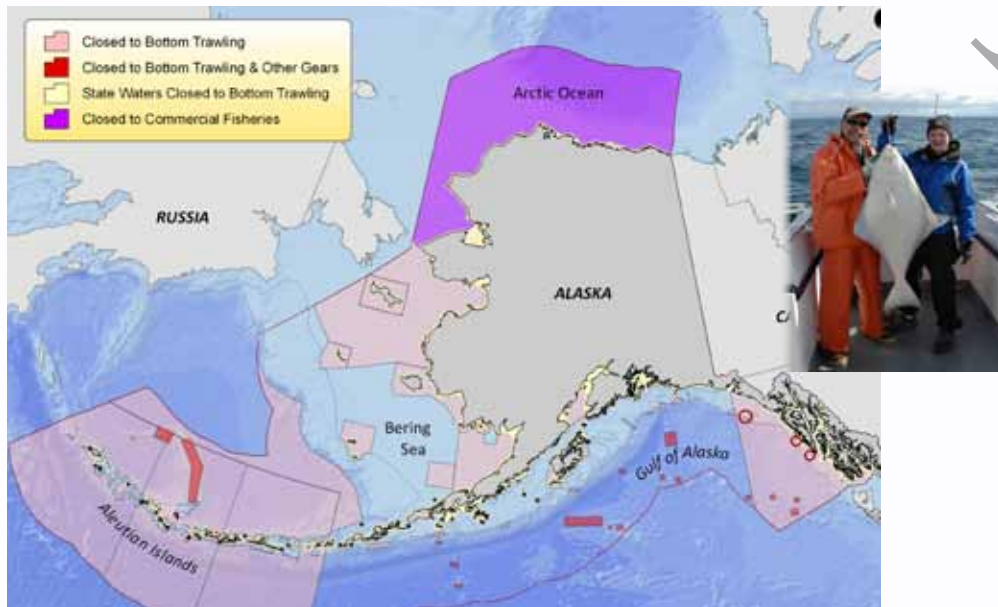 Closed to Bottom Trawling
Closed to Bottom Trawling & Other Gears
State Waters Closed to Bottom Trawling
Closed to Commercial Fisheries
Arctic Ocean
RUSSIA
ALASKA
Bering
Sea
Gulf of Alaska
Aleutian Islands